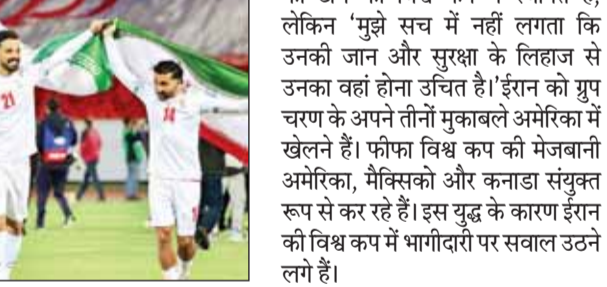 लेकिन ‘मुझे सच में नहीं लगता कि
उनकी जान और सुरक्षा के लिहाज से
उनका वहां होना उचित है।’ईरान को ग्रुप
चरण के अपने तीनों मुकाबले अमेरिका में
खेलने हैं। फीफा विश्व कप की मेजबानी
अमेरिका, मैक्सिको और कनाडा संयुक्त
रूप से कर रहे हैं। इस युद्ध के कारण ईरान
की विश्व कप में भागीदारी पर सवाल उठने
लगे हैं।
21